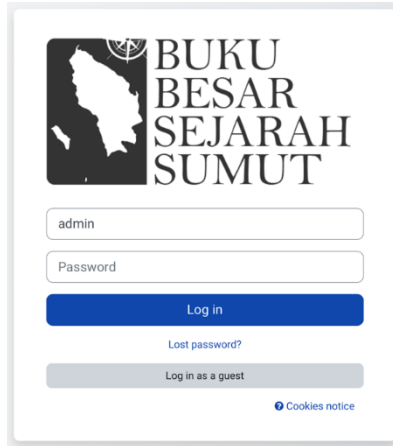 BUKU
BESAR
SEJARAH
SUMUT
admin
Password
Log in
Lost password?
Log in as a guest
Cookies notice